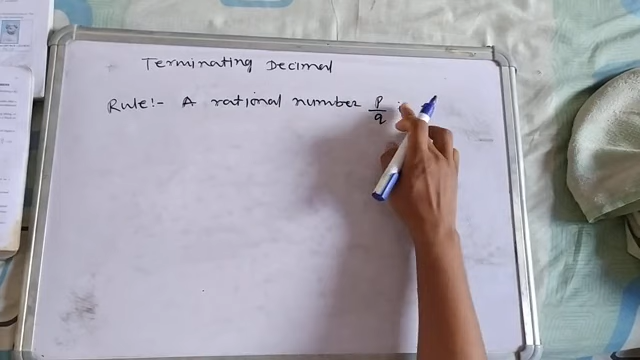 Terminating Decimal
Rule:- A rational number p/q